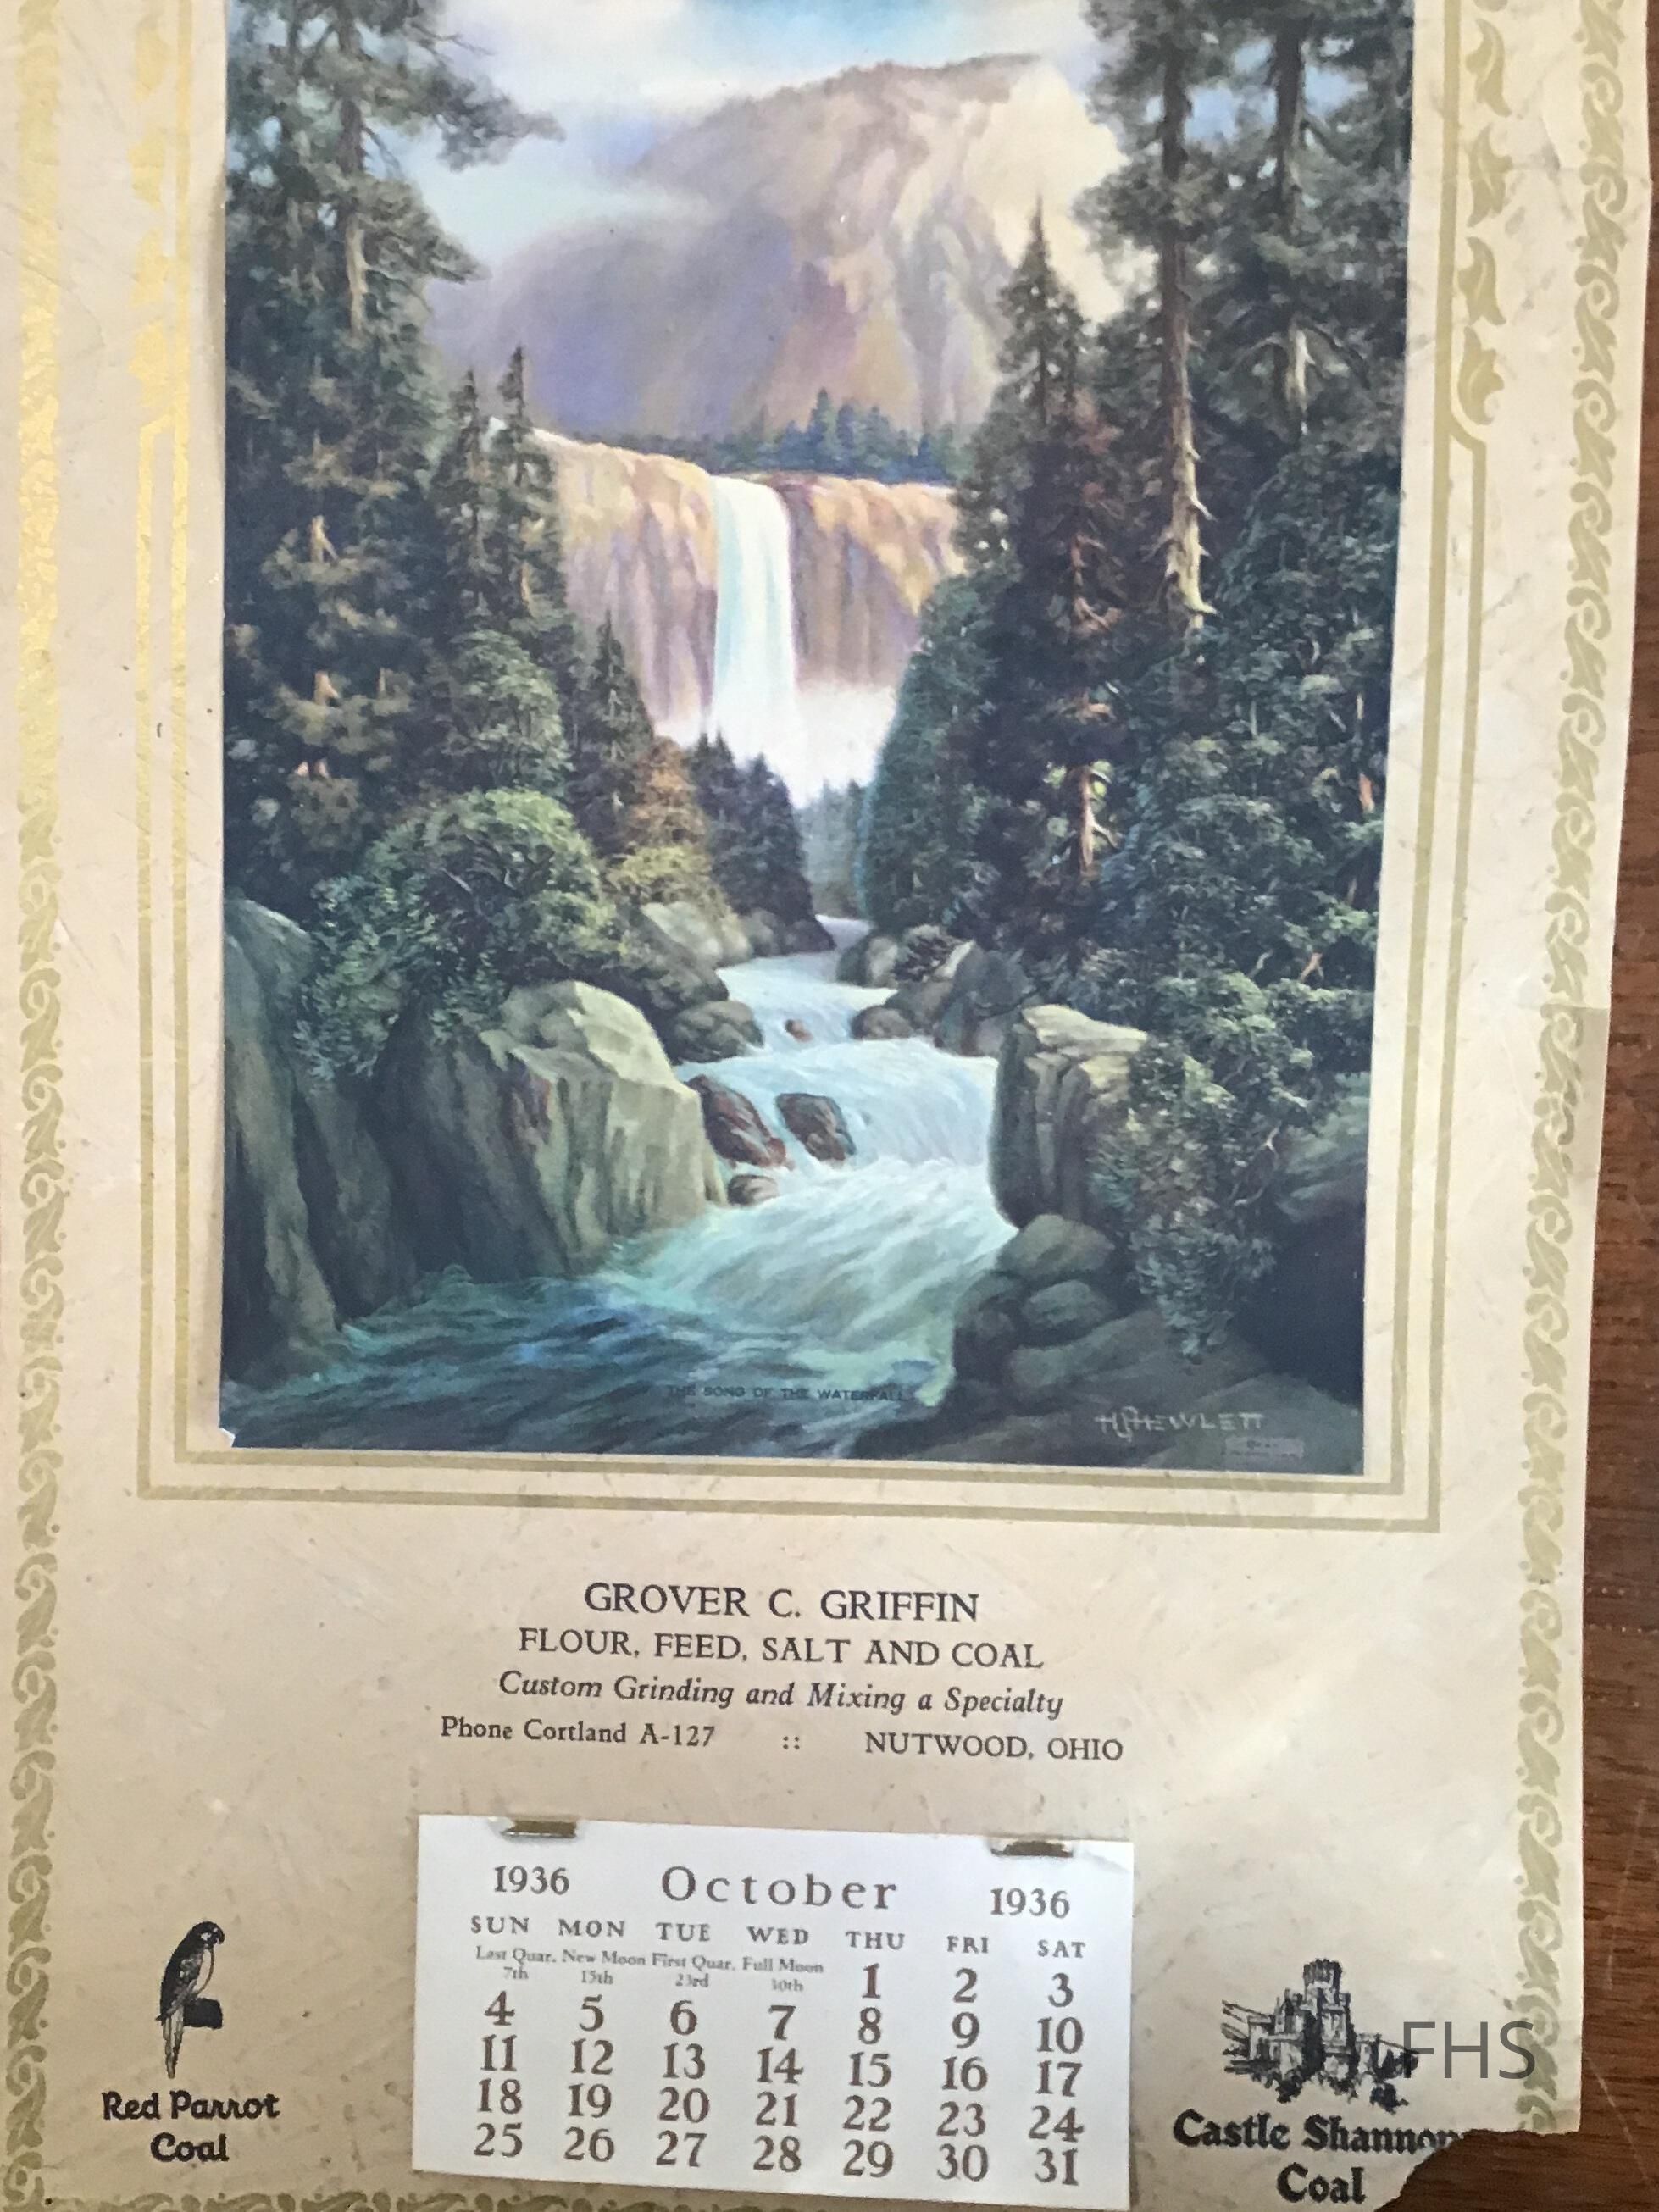 THE SONG OF THE WATERFALL
HEWLETT
GROVER C. GRIFFIN
FLOUR, FEED, SALT AND COAL
Custom Grinding and Mixing a Specialty
Phone Cortland A-127 :: NUTWOOD, OHIO
1936 October 1936
SUN MON TUE WED THU FRI SAT
Last Quar. New Moon First Quar. Full Moon
7th 15th 23rd 30th
1 2 3
4 5 6 7 8 9 10
11 12 13 14 15 16 17
18 19 20 21 22 23 24
25 26 27 28 29 30 31
Red Parrot
Coal
Castle Shannon
Coal
FHS